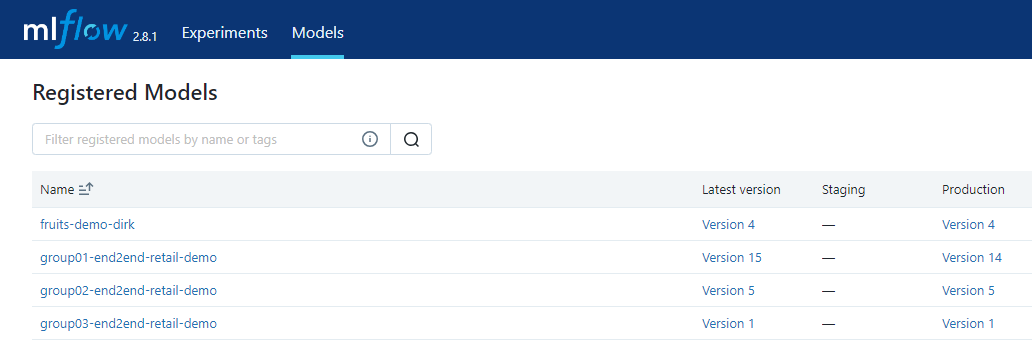 mlflow 2.8.1 Experiments Models
Registered Models
Filter registered models by name or tags
Name Latest version Staging Production
fruits-demo-dirk Version 4 — Version 4
group01-end2end-retail-demo Version 15 — Version 14
group02-end2end-retail-demo Version 5 — Version 5
group03-end2end-retail-demo Version 1 — Version 1